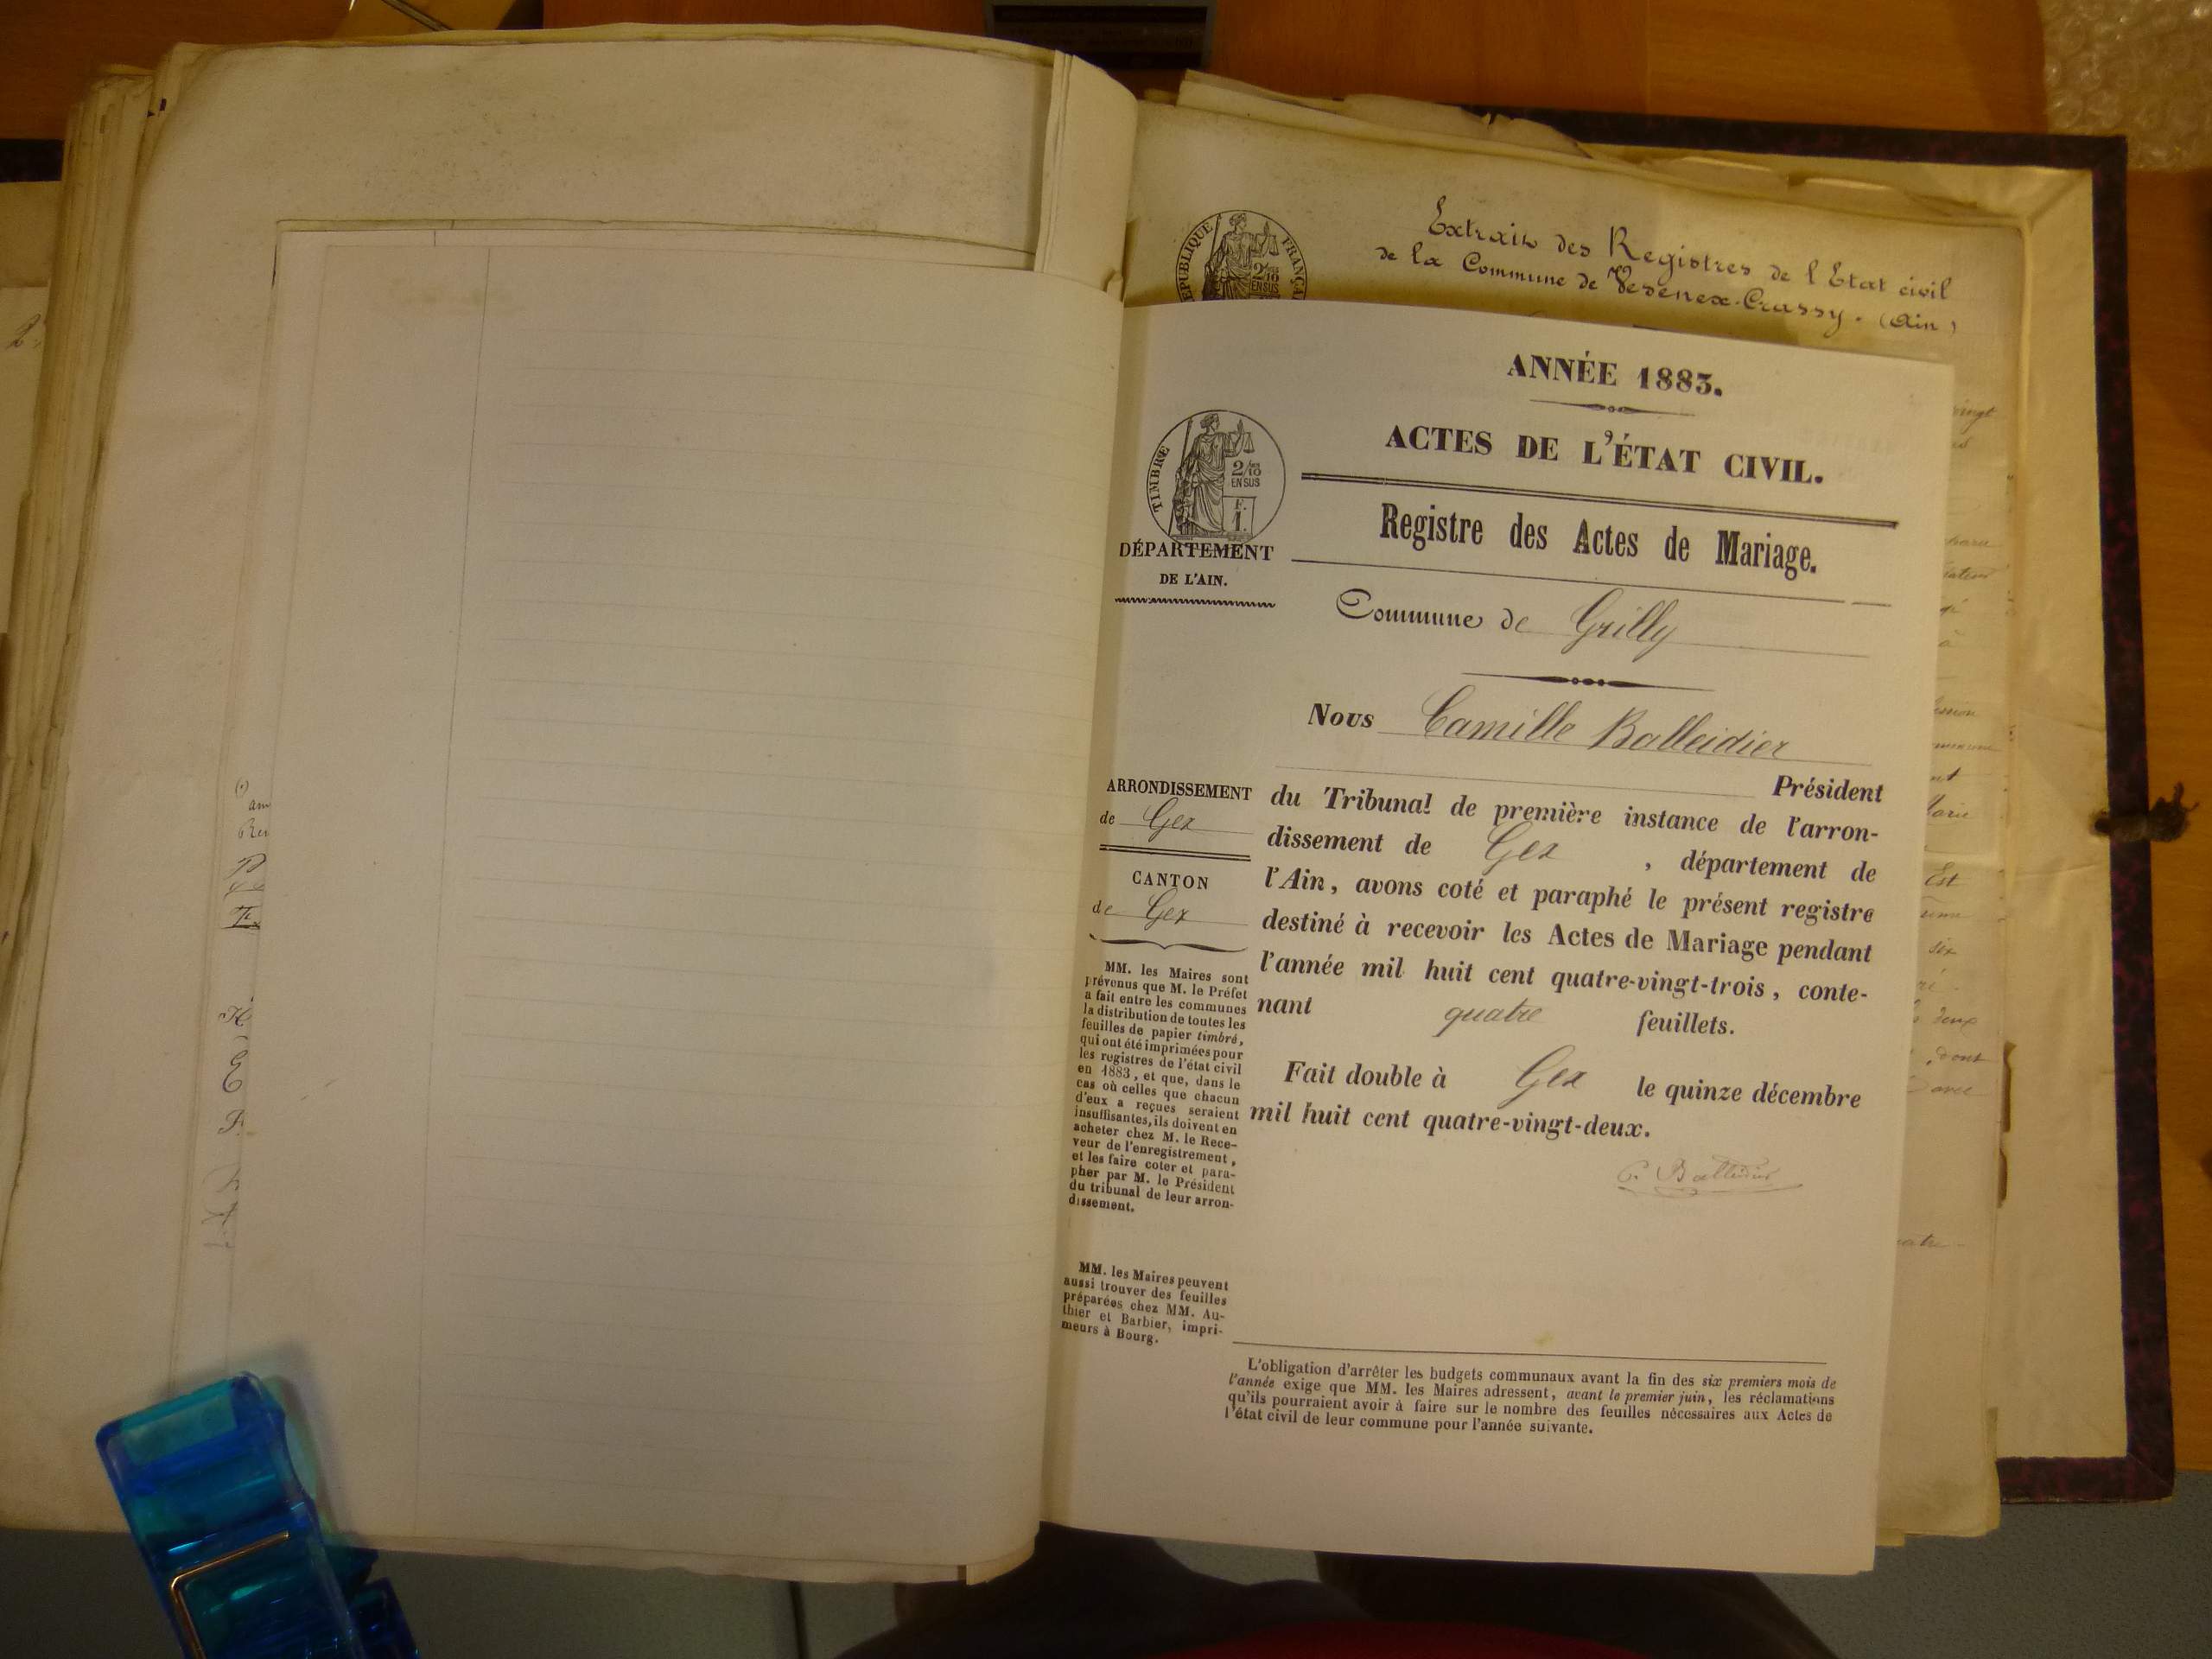 Extrait des Registres de l'Etat civil
de la Commune de Vesenex-Crassy. (Ain)
2/10
EN SUS
ANNÉE 1883.
ACTES DE L'ÉTAT CIVIL.
TIMBRE
2/10
EN SUS
F.
1.
Registre des Actes de Mariage.
DÉPARTEMENT
DE L'AIN.
Commune de Grilly
Nous Camille Balleidier
Président
ARRONDISSEMENT
de Gex
CANTON
de Gex
du Tribunal de première instance de l'arron-
dissement de Gex , département de
l'Ain, avons coté et paraphé le présent registre
destiné à recevoir les Actes de Mariage pendant
l'année mil huit cent quatre-vingt-trois, conte-
nant quatre feuillets.
Fait double à Gex le quinze décembre
mil huit cent quatre-vingt-deux.
C. Balleidier
MM. les Maires sont
prévenus que M. le Préfet
a fait entre les communes
la distribution de toutes les
feuilles de papier timbré,
qui ont été imprimées pour
les registres de l'état civil
en 1883, et que, dans le
cas où celles que chacun
d'eux a reçues seraient
insuffisantes, ils doivent en
acheter chez M. le Rece-
veur de l'enregistrement,
et les faire coter et para-
pher par M. le Président
du tribunal de leur arron-
dissement.
MM. les Maires peuvent
aussi trouver des feuilles
préparées chez MM. Au-
thier et Barbier, impri-
meurs à Bourg.
L'obligation d'arrêter les budgets communaux avant la fin des six premiers mois de
l'année exige que MM. les Maires adressent, avant le premier juin, les réclamations
qu'ils pourraient avoir à faire sur le nombre des feuilles nécessaires aux Actes de
l'état civil de leur commune pour l'année suivante.